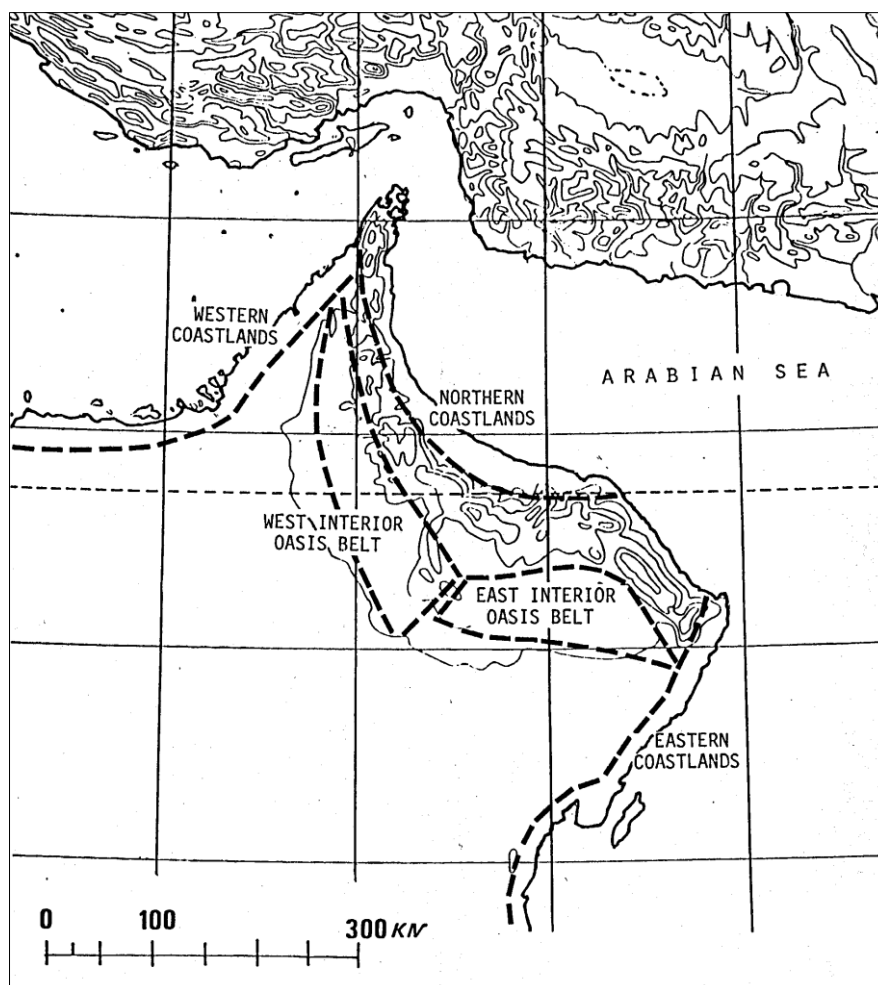 WESTERN
COASTLANDS
ARABIAN SEA
NORTHERN
COASTLANDS
WEST INTERIOR
OASIS BELT
EAST INTERIOR
OASIS BELT
EASTERN
COASTLANDS
0 100 300 KN